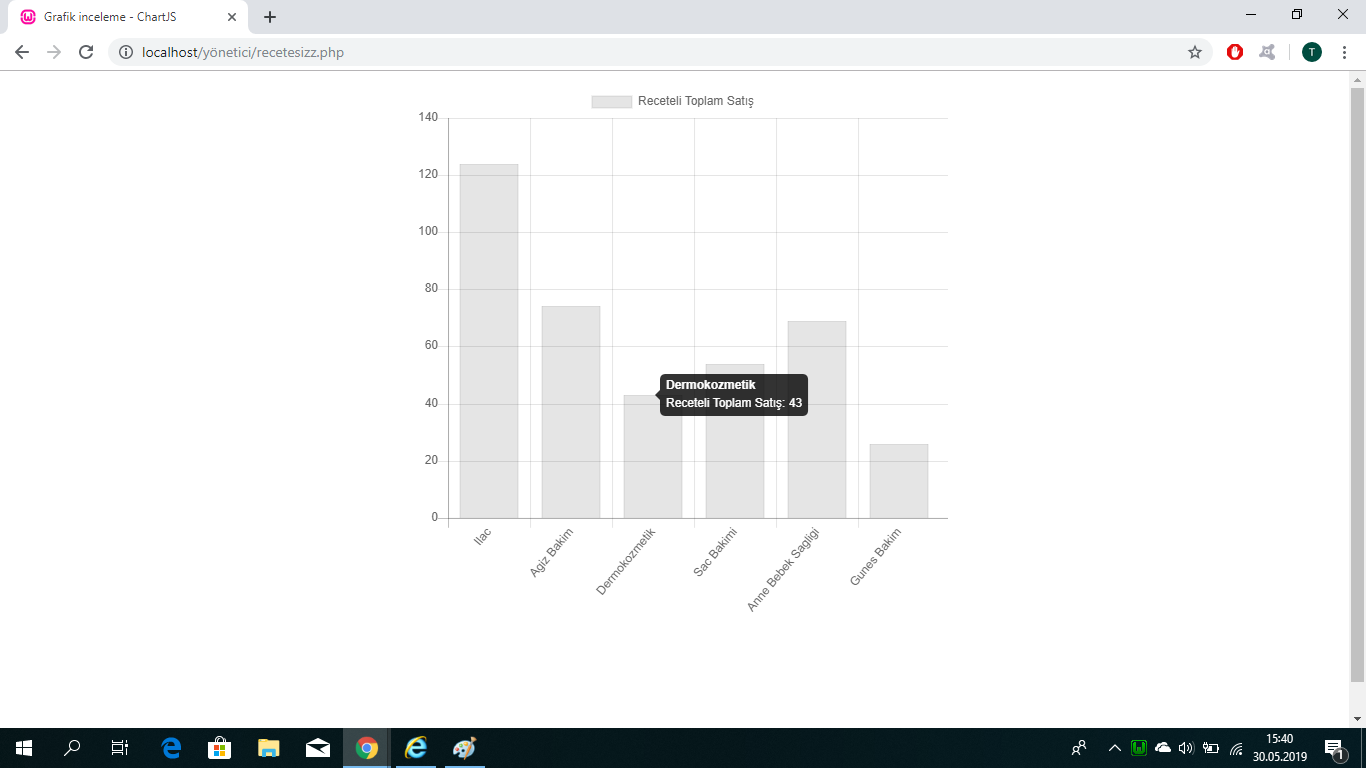 Grafik inceleme - ChartJS
localhost/yönetici/recetesizz.php
T
Receteli Toplam Satış
140
120
100
80
60
40
20
0
Dermokozmetik
Receteli Toplam Satış: 43
Ilac
Agiz Bakim
Dermokozmetik
Sac Bakimi
Anne Bebek Sagligi
Gunes Bakim
15:40
30.05.2019
1